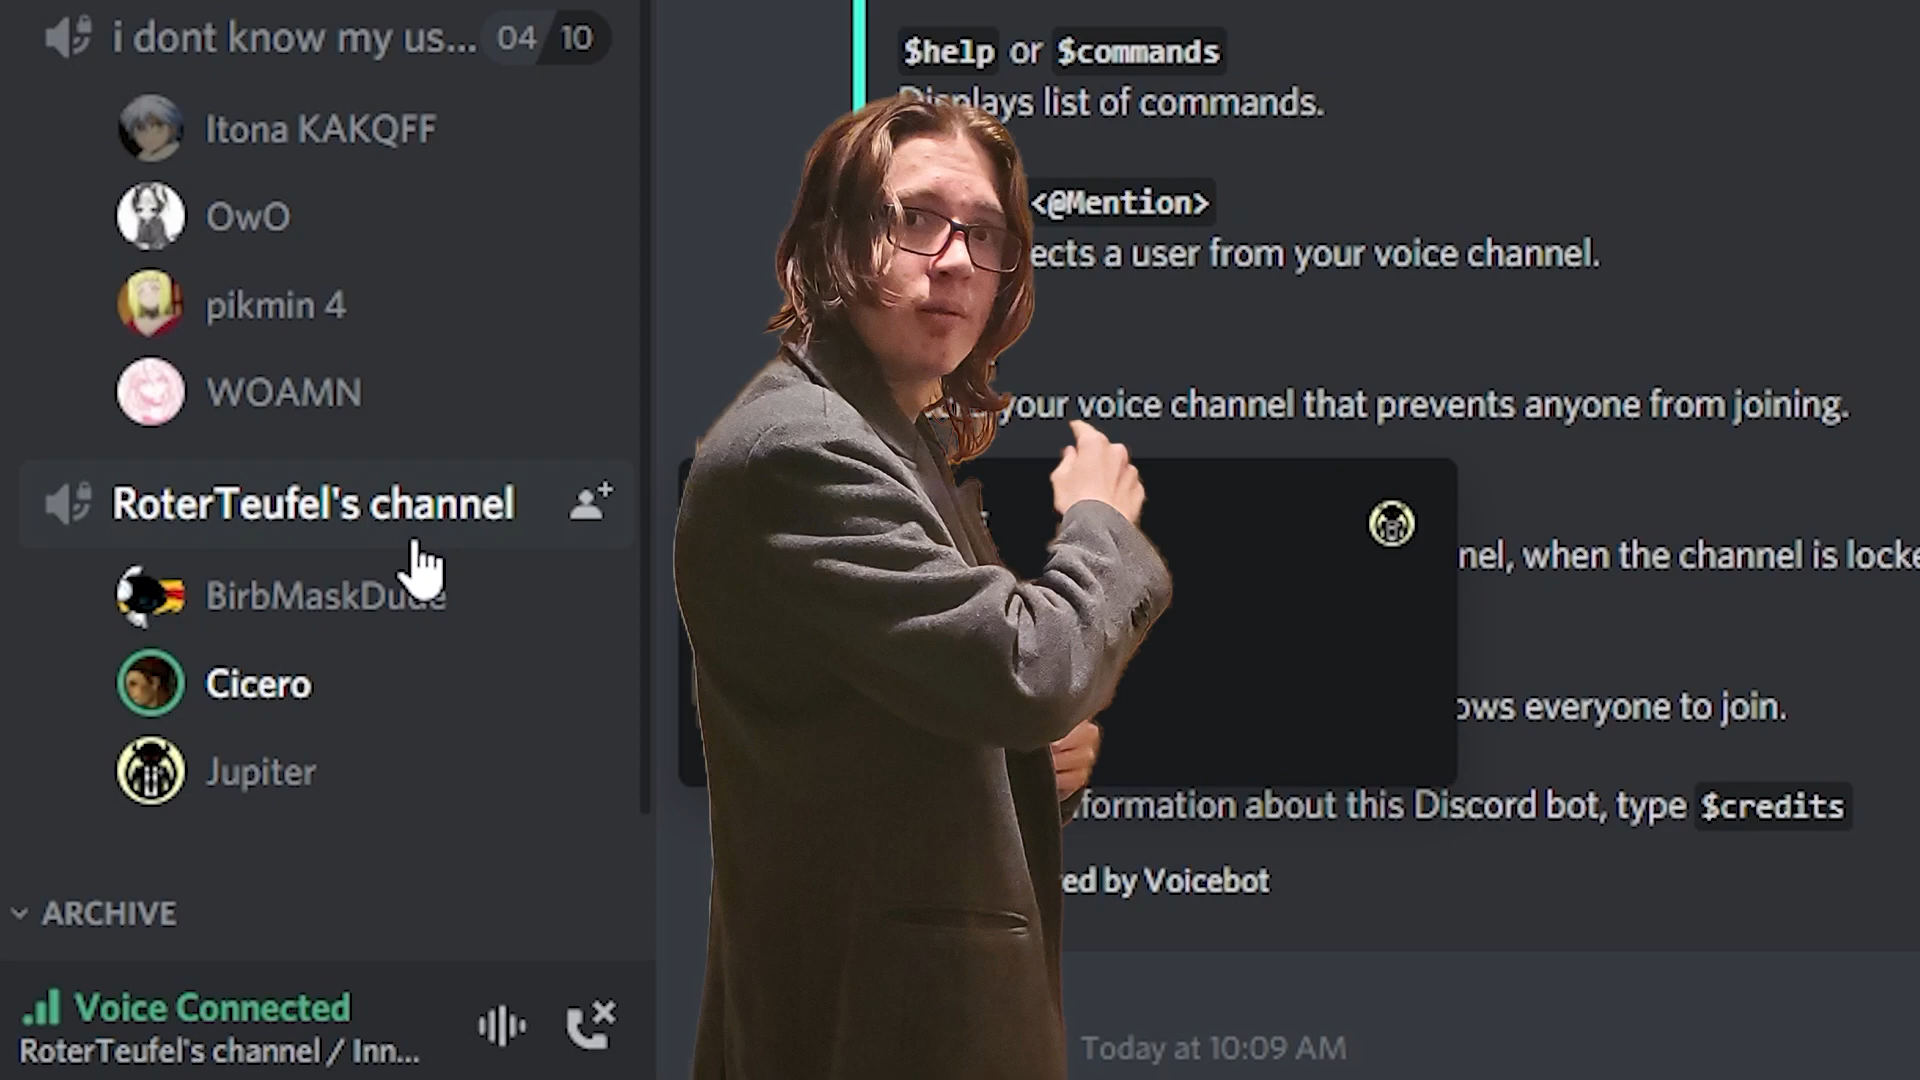 i dont know my us... 04 10
Itona KAKQFF
OwO
pikmin 4
WOAMN
RoterTeufel's channel
BirbMaskDude
Cicero
Jupiter
ARCHIVE
Voice Connected
RoterTeufel's channel / Inn...
$help or $commands
Displays list of commands.
<@Mention>
ects a user from your voice channel.
your voice channel that prevents anyone from joining.
nel, when the channel is locke
ows everyone to join.
formation about this Discord bot, type $credits
ed by Voicebot
Today at 10:09 AM